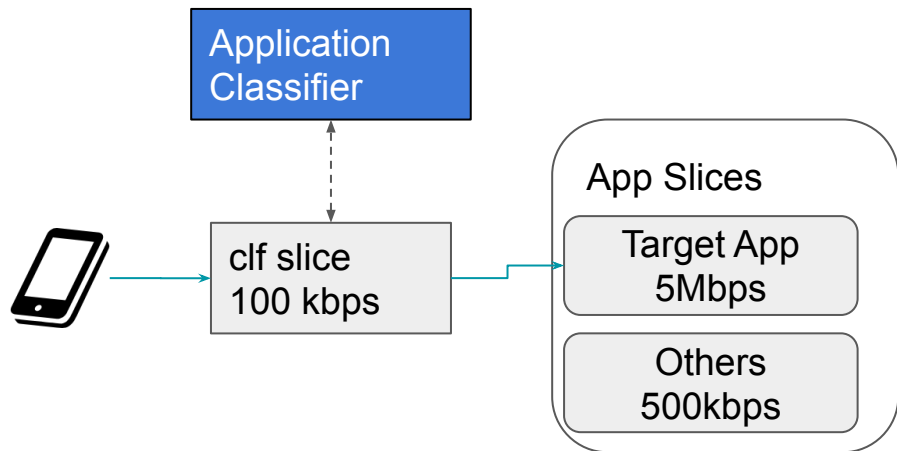 Application
Classifier
App Slices
clf slice
100 kbps
Target App
5Mbps
Others
500kbps